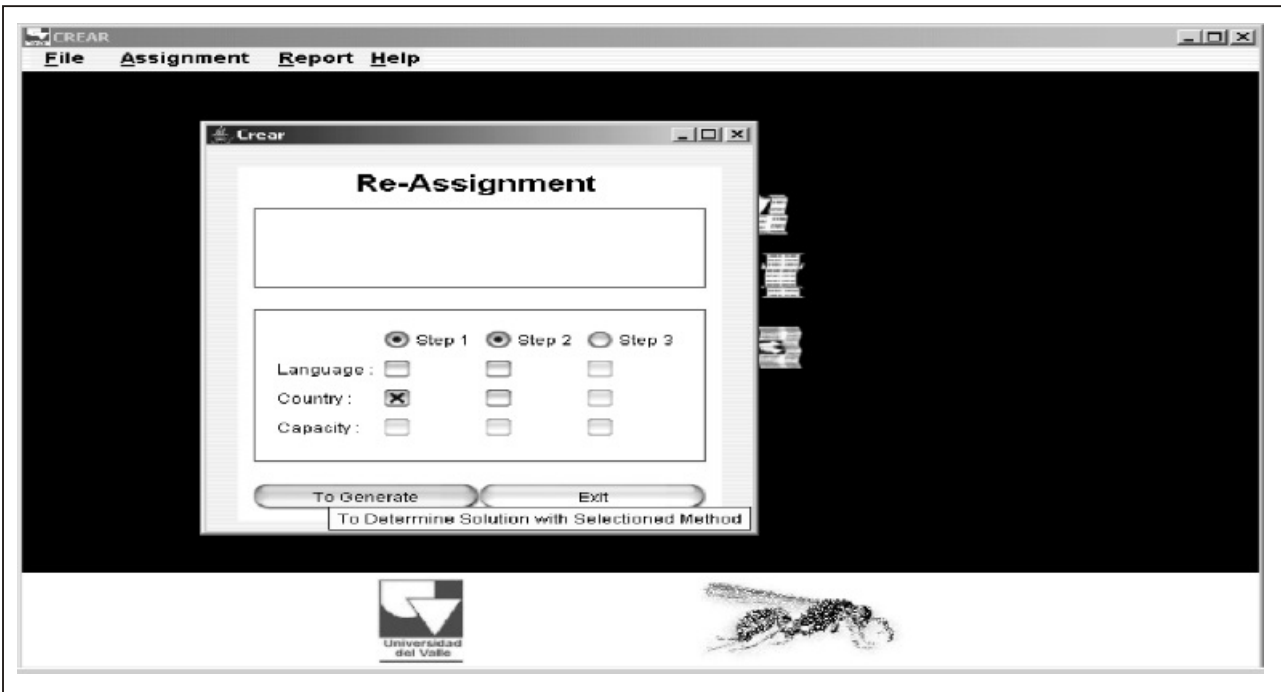 CREAR
File Assignment Report Help
Crear
Re-Assignment
Step 1 Step 2 Step 3
Language :
Country :
Capacity :
To Generate Exit
To Determine Solution with Selectioned Method
Universidad
del Valle